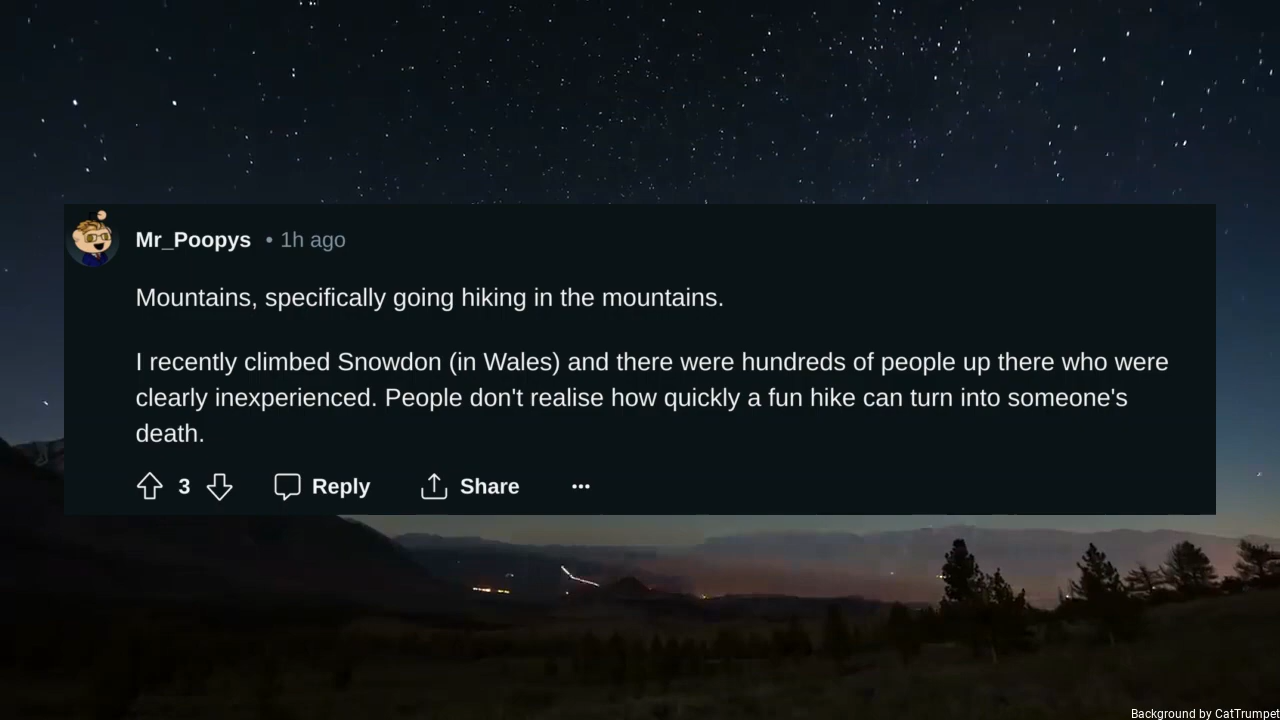 Mr_Poopys • 1h ago
Mountains, specifically going hiking in the mountains.
I recently climbed Snowdon (in Wales) and there were hundreds of people up there who were
clearly inexperienced. People don't realise how quickly a fun hike can turn into someone's
death.
3 Reply Share ···
Background by CatTrumpet